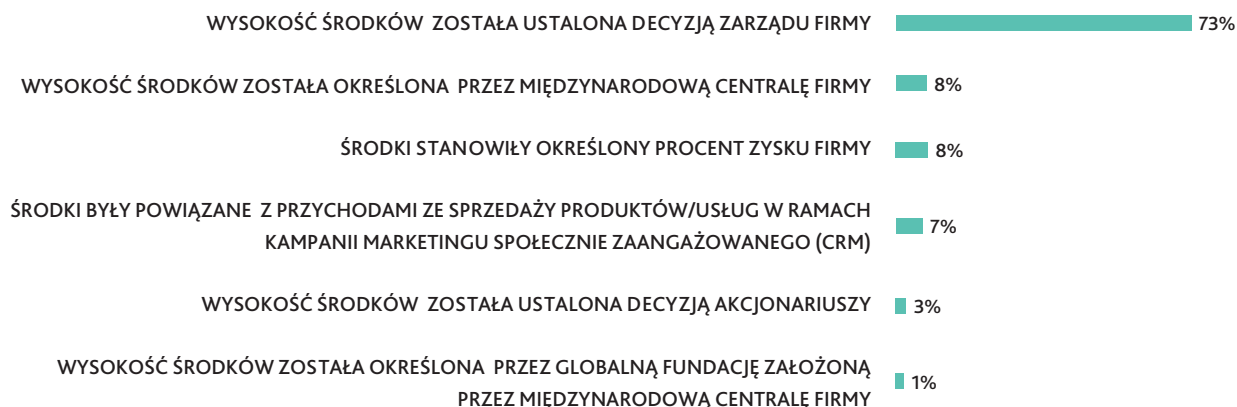 WYSOKOŚĆ ŚRODKÓW ZOSTAŁA USTALONA DECYZJĄ ZARZĄDU FIRMY 73%
WYSOKOŚĆ ŚRODKÓW ZOSTAŁA OKREŚLONA PRZEZ MIĘDZYNARODOWĄ CENTRALĘ FIRMY 8%
ŚRODKI STANOWIŁY OKREŚLONY PROCENT ZYSKU FIRMY 8%
ŚRODKI BYŁY POWIĄZANE Z PRZYCHODAMI ZE SPRZEDAŻY PRODUKTÓW/USŁUG W RAMACH
KAMPANII MARKETINGU SPOŁECZNIE ZAANGAŻOWANEGO (CRM) 7%
WYSOKOŚĆ ŚRODKÓW ZOSTAŁA USTALONA DECYZJĄ AKCJONARIUSZY 3%
WYSOKOŚĆ ŚRODKÓW ZOSTAŁA OKREŚLONA PRZEZ GLOBALNĄ FUNDACJĘ ZAŁOŻONĄ
PRZEZ MIĘDZYNARODOWĄ CENTRALĘ FIRMY 1%